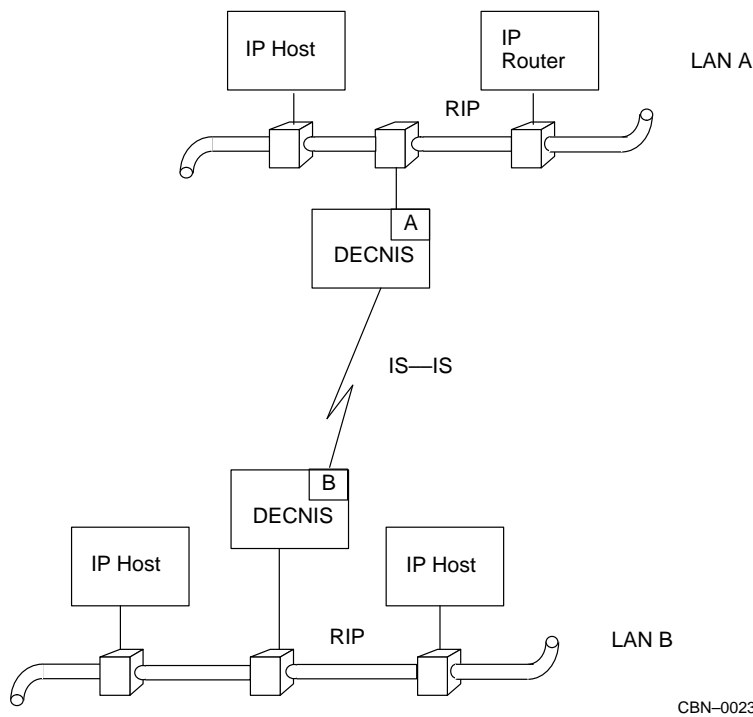 IP Host
IP
Router
LAN A
RIP
A
DECNIS
IS—IS
B
DECNIS
IP Host
IP Host
RIP
LAN B